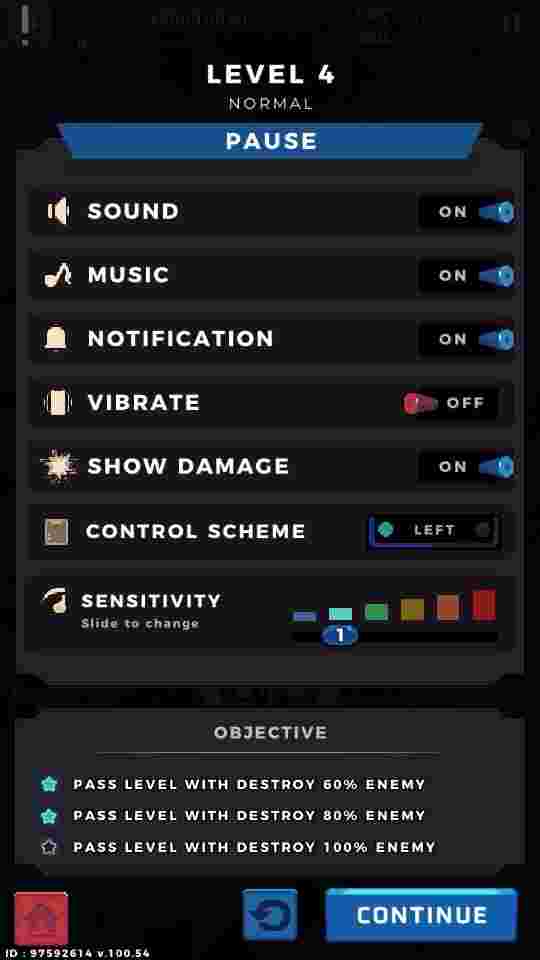 LEVEL 4
NORMAL
PAUSE
SOUND ON
MUSIC ON
NOTIFICATION ON
VIBRATE OFF
SHOW DAMAGE ON
CONTROL SCHEME LEFT
SENSITIVITY
Slide to change
1
OBJECTIVE
PASS LEVEL WITH DESTROY 60% ENEMY
PASS LEVEL WITH DESTROY 80% ENEMY
PASS LEVEL WITH DESTROY 100% ENEMY
CONTINUE
ID : 97592614 v.100.54